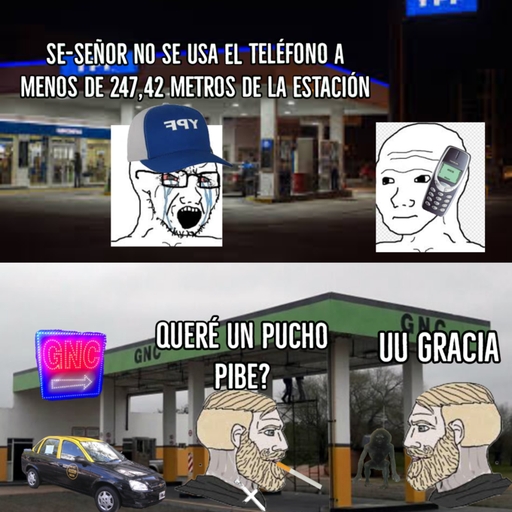 SE-SEÑOR NO SE USA EL TELÉFONO A
MENOS DE 247,42 METROS DE LA ESTACIÓN
YPF
GNC
GNC
GNC
QUERÉ UN PUCHO
PIBE?
UU GRACIA